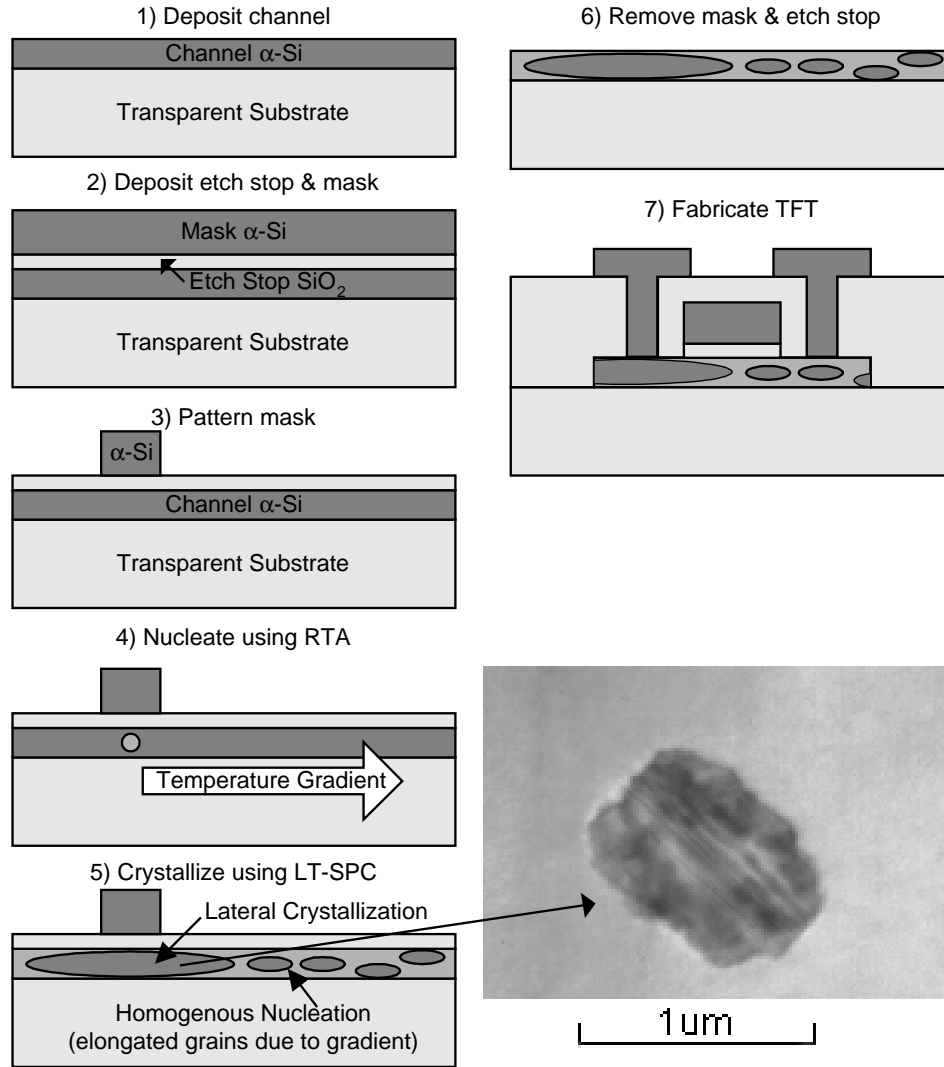 1) Deposit channel
Channel α-Si
Transparent Substrate
2) Deposit etch stop & mask
Mask α-Si
Etch Stop SiO2
Transparent Substrate
3) Pattern mask
α-Si
Channel α-Si
Transparent Substrate
4) Nucleate using RTA
Temperature Gradient
5) Crystallize using LT-SPC
Lateral Crystallization
Homogenous Nucleation
(elongated grains due to gradient)
6) Remove mask & etch stop
7) Fabricate TFT
1um